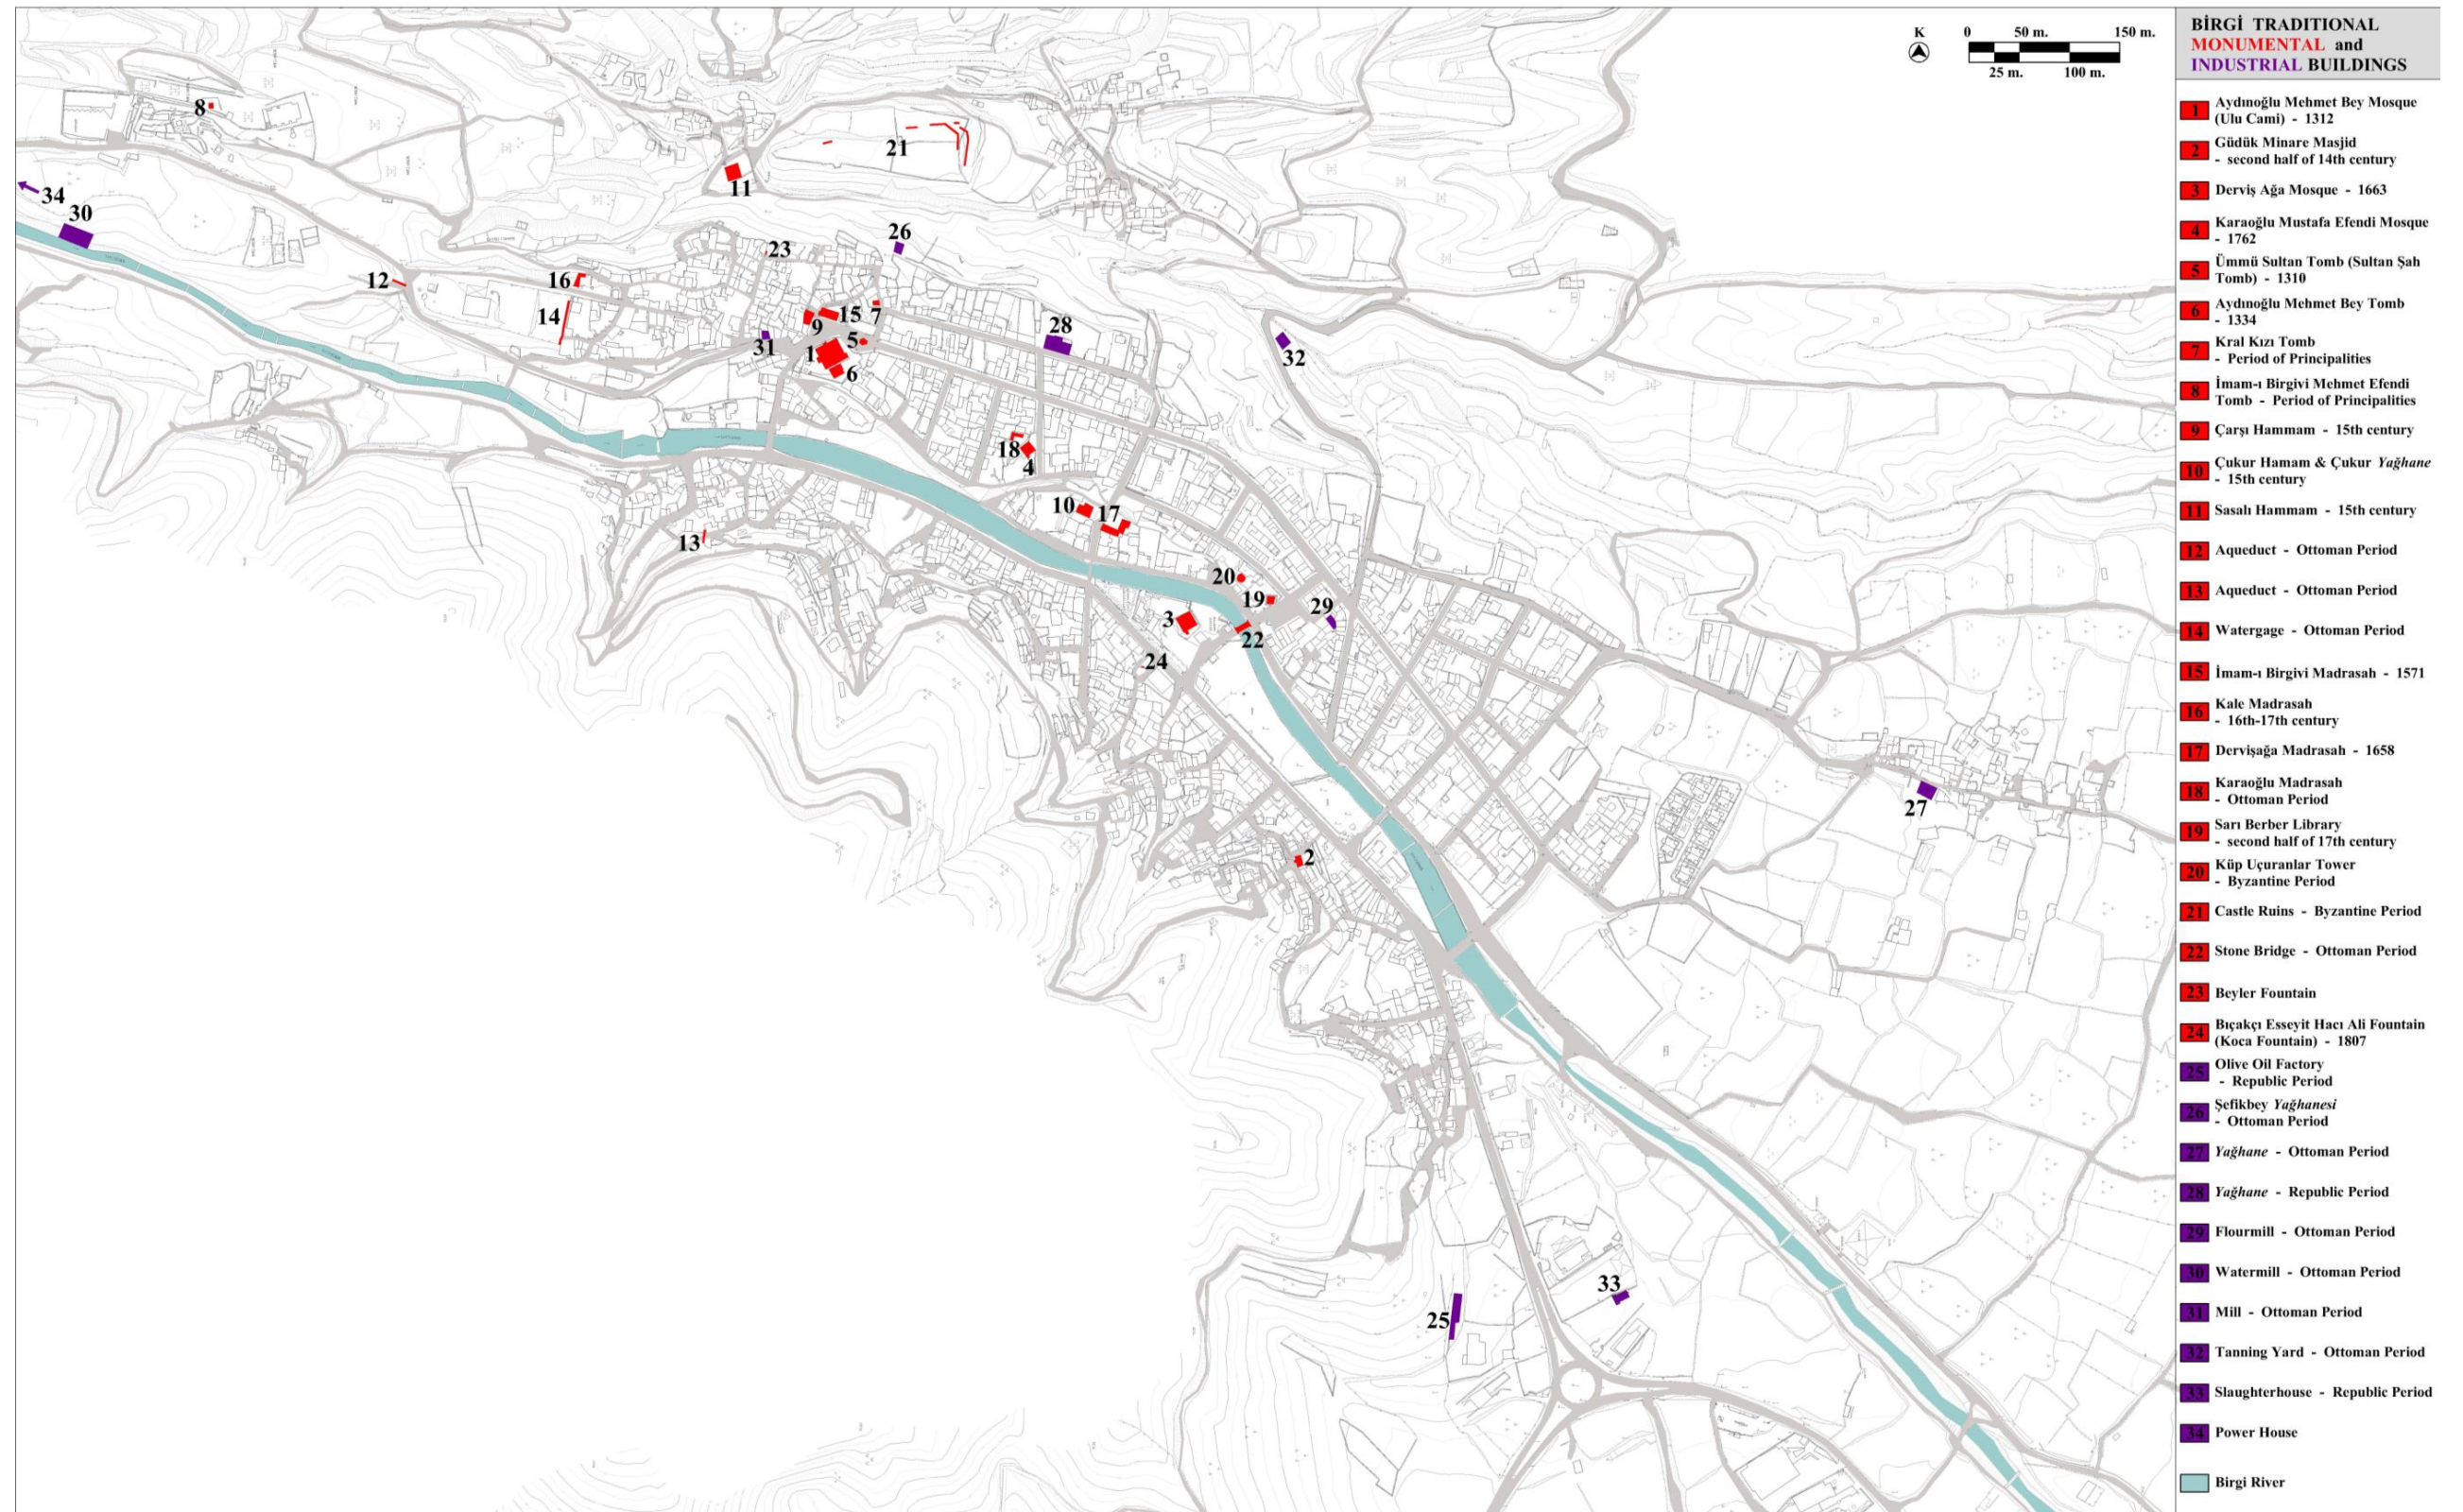 K
0 50 m. 150 m.
25 m. 100 m.
8
21
11
34
30
26
23
12
16
14
15
7
9
28
31
1
5
32
6
18
4
10
17
13
20
19
29
3
22
24
27
2
33
25
BİRGİ TRADITIONAL
MONUMENTAL and
INDUSTRIAL BUILDINGS
1 Aydınoğlu Mehmet Bey Mosque
(Ulu Cami) - 1312
2 Güdük Minare Masjid
- second half of 14th century
3 Derviş Ağa Mosque - 1663
4 Karaoğlu Mustafa Efendi Mosque
- 1762
5 Ümmü Sultan Tomb (Sultan Şah
Tomb) - 1310
6 Aydınoğlu Mehmet Bey Tomb
- 1334
7 Kral Kızı Tomb
- Period of Principalities
8 İmam-ı Birgivi Mehmet Efendi
Tomb - Period of Principalities
9 Çarşı Hammam - 15th century
10 Çukur Hamam & Çukur Yağhane
- 15th century
11 Sasalı Hammam - 15th century
12 Aqueduct - Ottoman Period
13 Aqueduct - Ottoman Period
14 Watergage - Ottoman Period
15 İmam-ı Birgivi Madrasah - 1571
16 Kale Madrasah
- 16th-17th century
17 Dervişağa Madrasah - 1658
18 Karaoğlu Madrasah
- Ottoman Period
19 Sarı Berber Library
- second half of 17th century
20 Küp Uçuranlar Tower
- Byzantine Period
21 Castle Ruins - Byzantine Period
22 Stone Bridge - Ottoman Period
23 Beyler Fountain
24 Bıçakçı Esseyit Hacı Ali Fountain
(Koca Fountain) - 1807
25 Olive Oil Factory
- Republic Period
26 Şefikbey Yağhanesi
- Ottoman Period
27 Yağhane - Ottoman Period
28 Yağhane - Republic Period
29 Flourmill - Ottoman Period
30 Watermill - Ottoman Period
31 Mill - Ottoman Period
32 Tanning Yard - Ottoman Period
33 Slaughterhouse - Republic Period
34 Power House
Birgi River